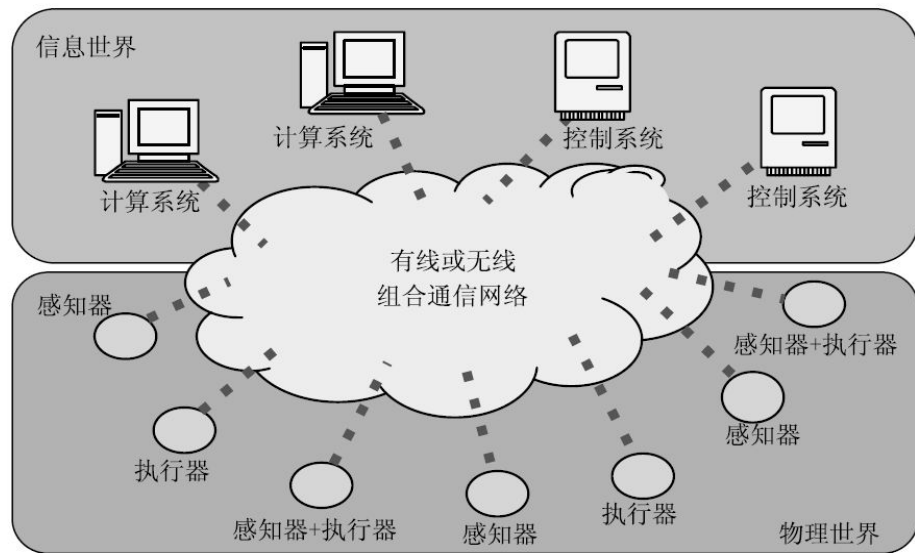 信息世界
计算系统
控制系统
计算系统
控制系统
有线或无线
组合通信网络
感知器
感知器+执行器
感知器
执行器
感知器+执行器
感知器
执行器
物理世界